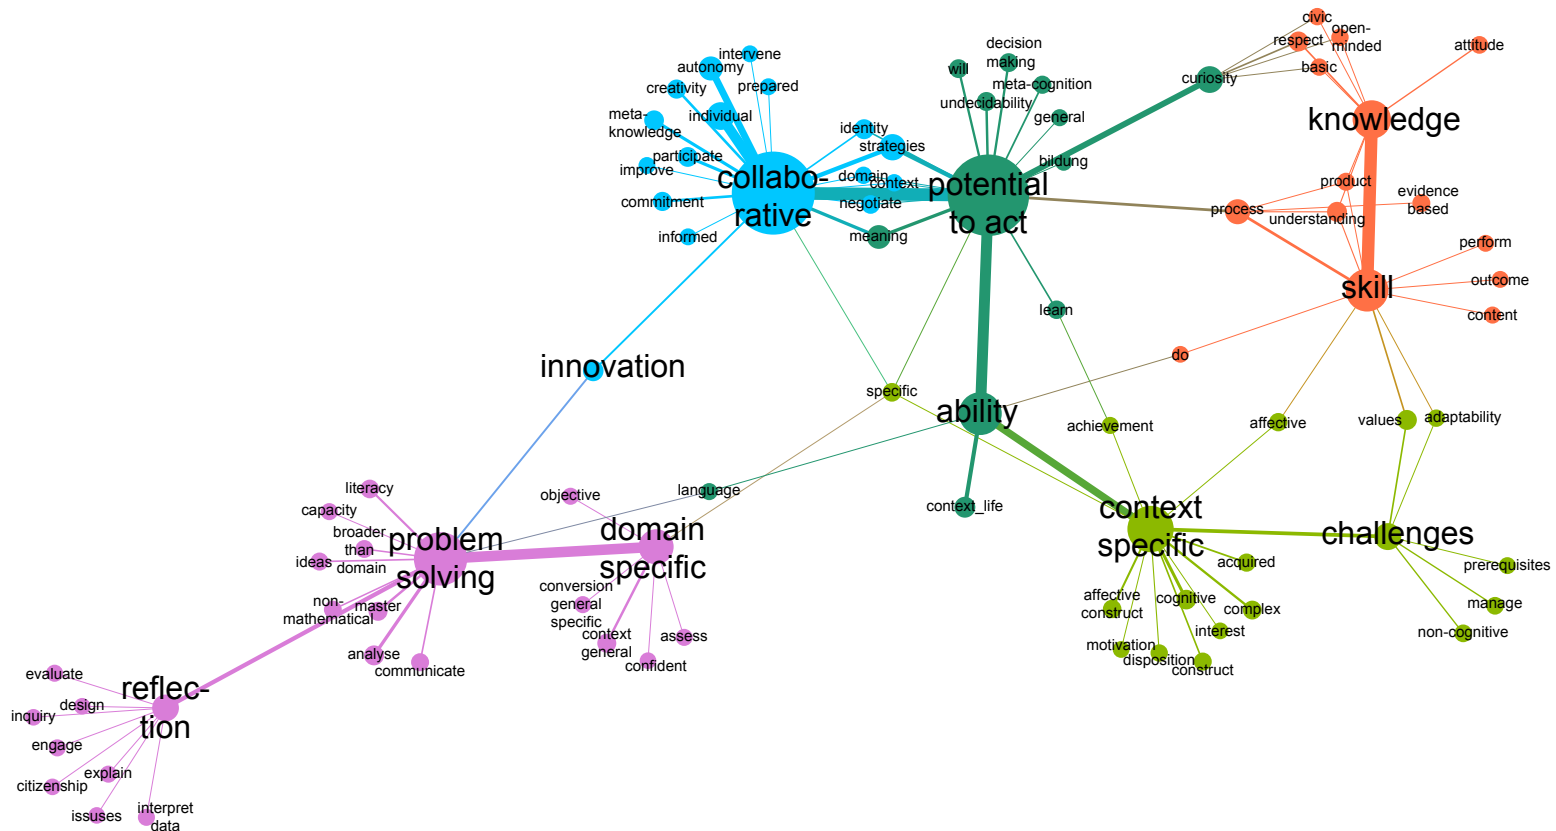 civic
open-
minded
respect
attitude
basic
curiosity
knowledge
decision
making
will
meta-cognition
undecidability
general
bildung
intervene
autonomy
prepared
creativity
individual
meta-
knowledge
identity
strategies
participate
improve
collabo-
rative
domain
context
negotiate
potential
to act
commitment
informed
meaning
product
process
understanding
evidence
based
perform
skill
outcome
content
learn
do
innovation
specific
ability
achievement
affective
values
adaptability
literacy
objective
language
context_life
capacity
broader
than
domain
ideas
problem
solving
domain
specific
context
specific
challenges
acquired
prerequisites
non-
mathematical
master
conversion
general
specific
affective
construct
cognitive
complex
manage
analyse
communicate
context
general
assess
confident
motivation
interest
disposition
construct
non-cognitive
evaluate
reflec-
tion
design
inquiry
engage
explain
citizenship
issuses
interpret
data